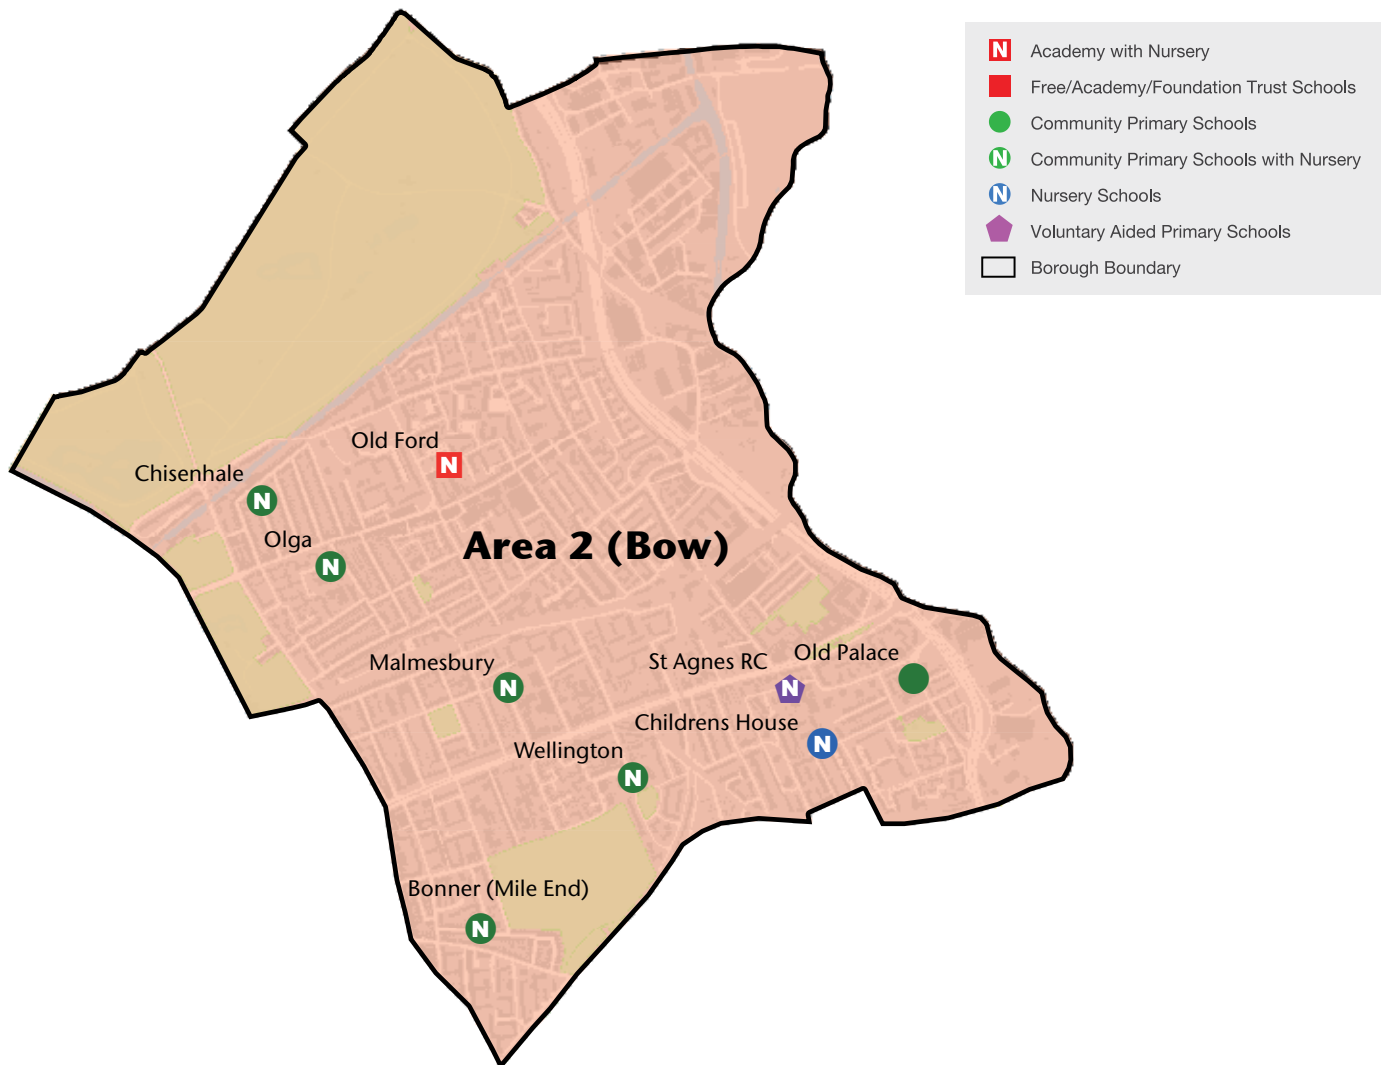 N Academy with Nursery
Free/Academy/Foundation Trust Schools
Community Primary Schools
N Community Primary Schools with Nursery
N Nursery Schools
Voluntary Aided Primary Schools
Borough Boundary
Old Ford
N
Chisenhale
N
Olga
N
Area 2 (Bow)
Malmesbury
N
St Agnes RC
N
Old Palace
Childrens House
N
Wellington
N
Bonner (Mile End)
N